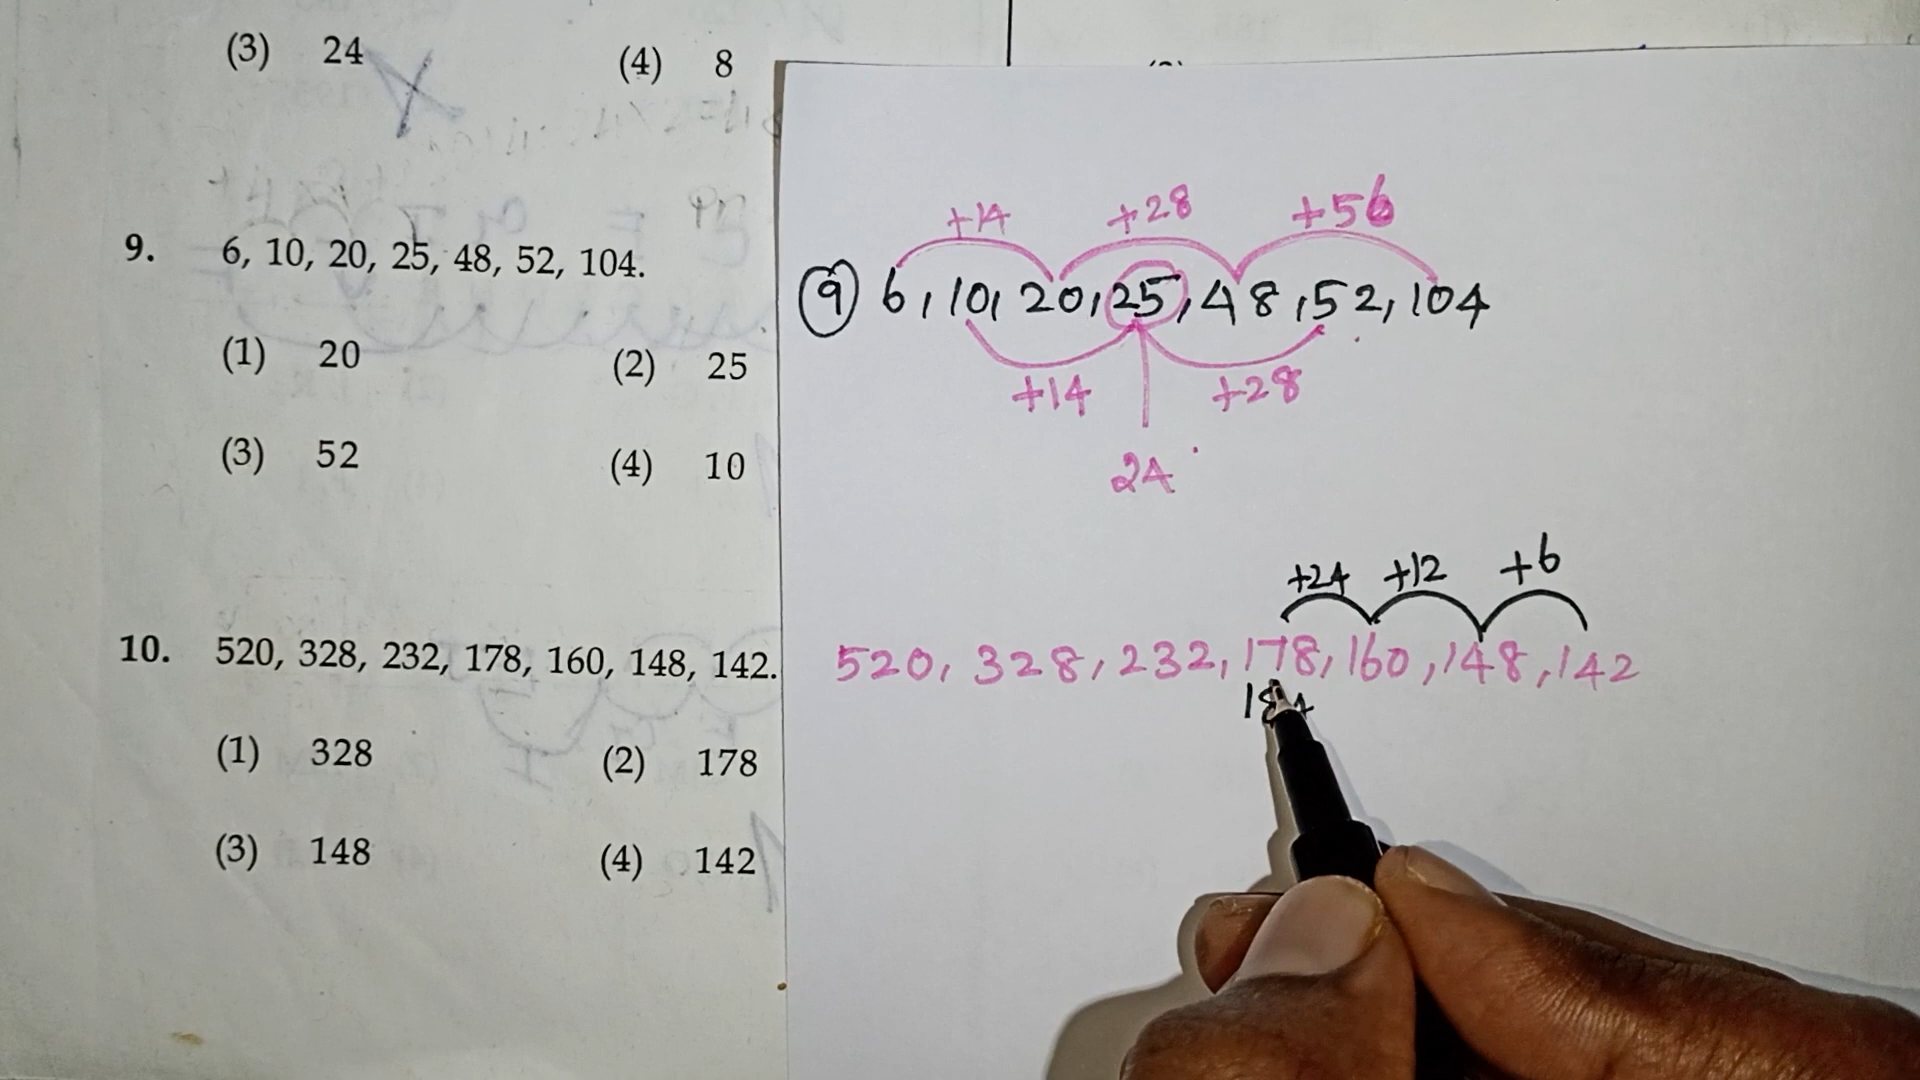 (3) 24 (4) 8
9. 6, 10, 20, 25, 48, 52, 104.
(1) 20 (2) 25
(3) 52 (4) 10
10. 520, 328, 232, 178, 160, 148, 142.
(1) 328 (2) 178
(3) 148 (4) 142
+14 +28 +56
9 6, 10, 20, 25, 48, 52, 104
+14 +28
24
+24 +12 +6
520, 328, 232, 178, 160, 148, 142
184